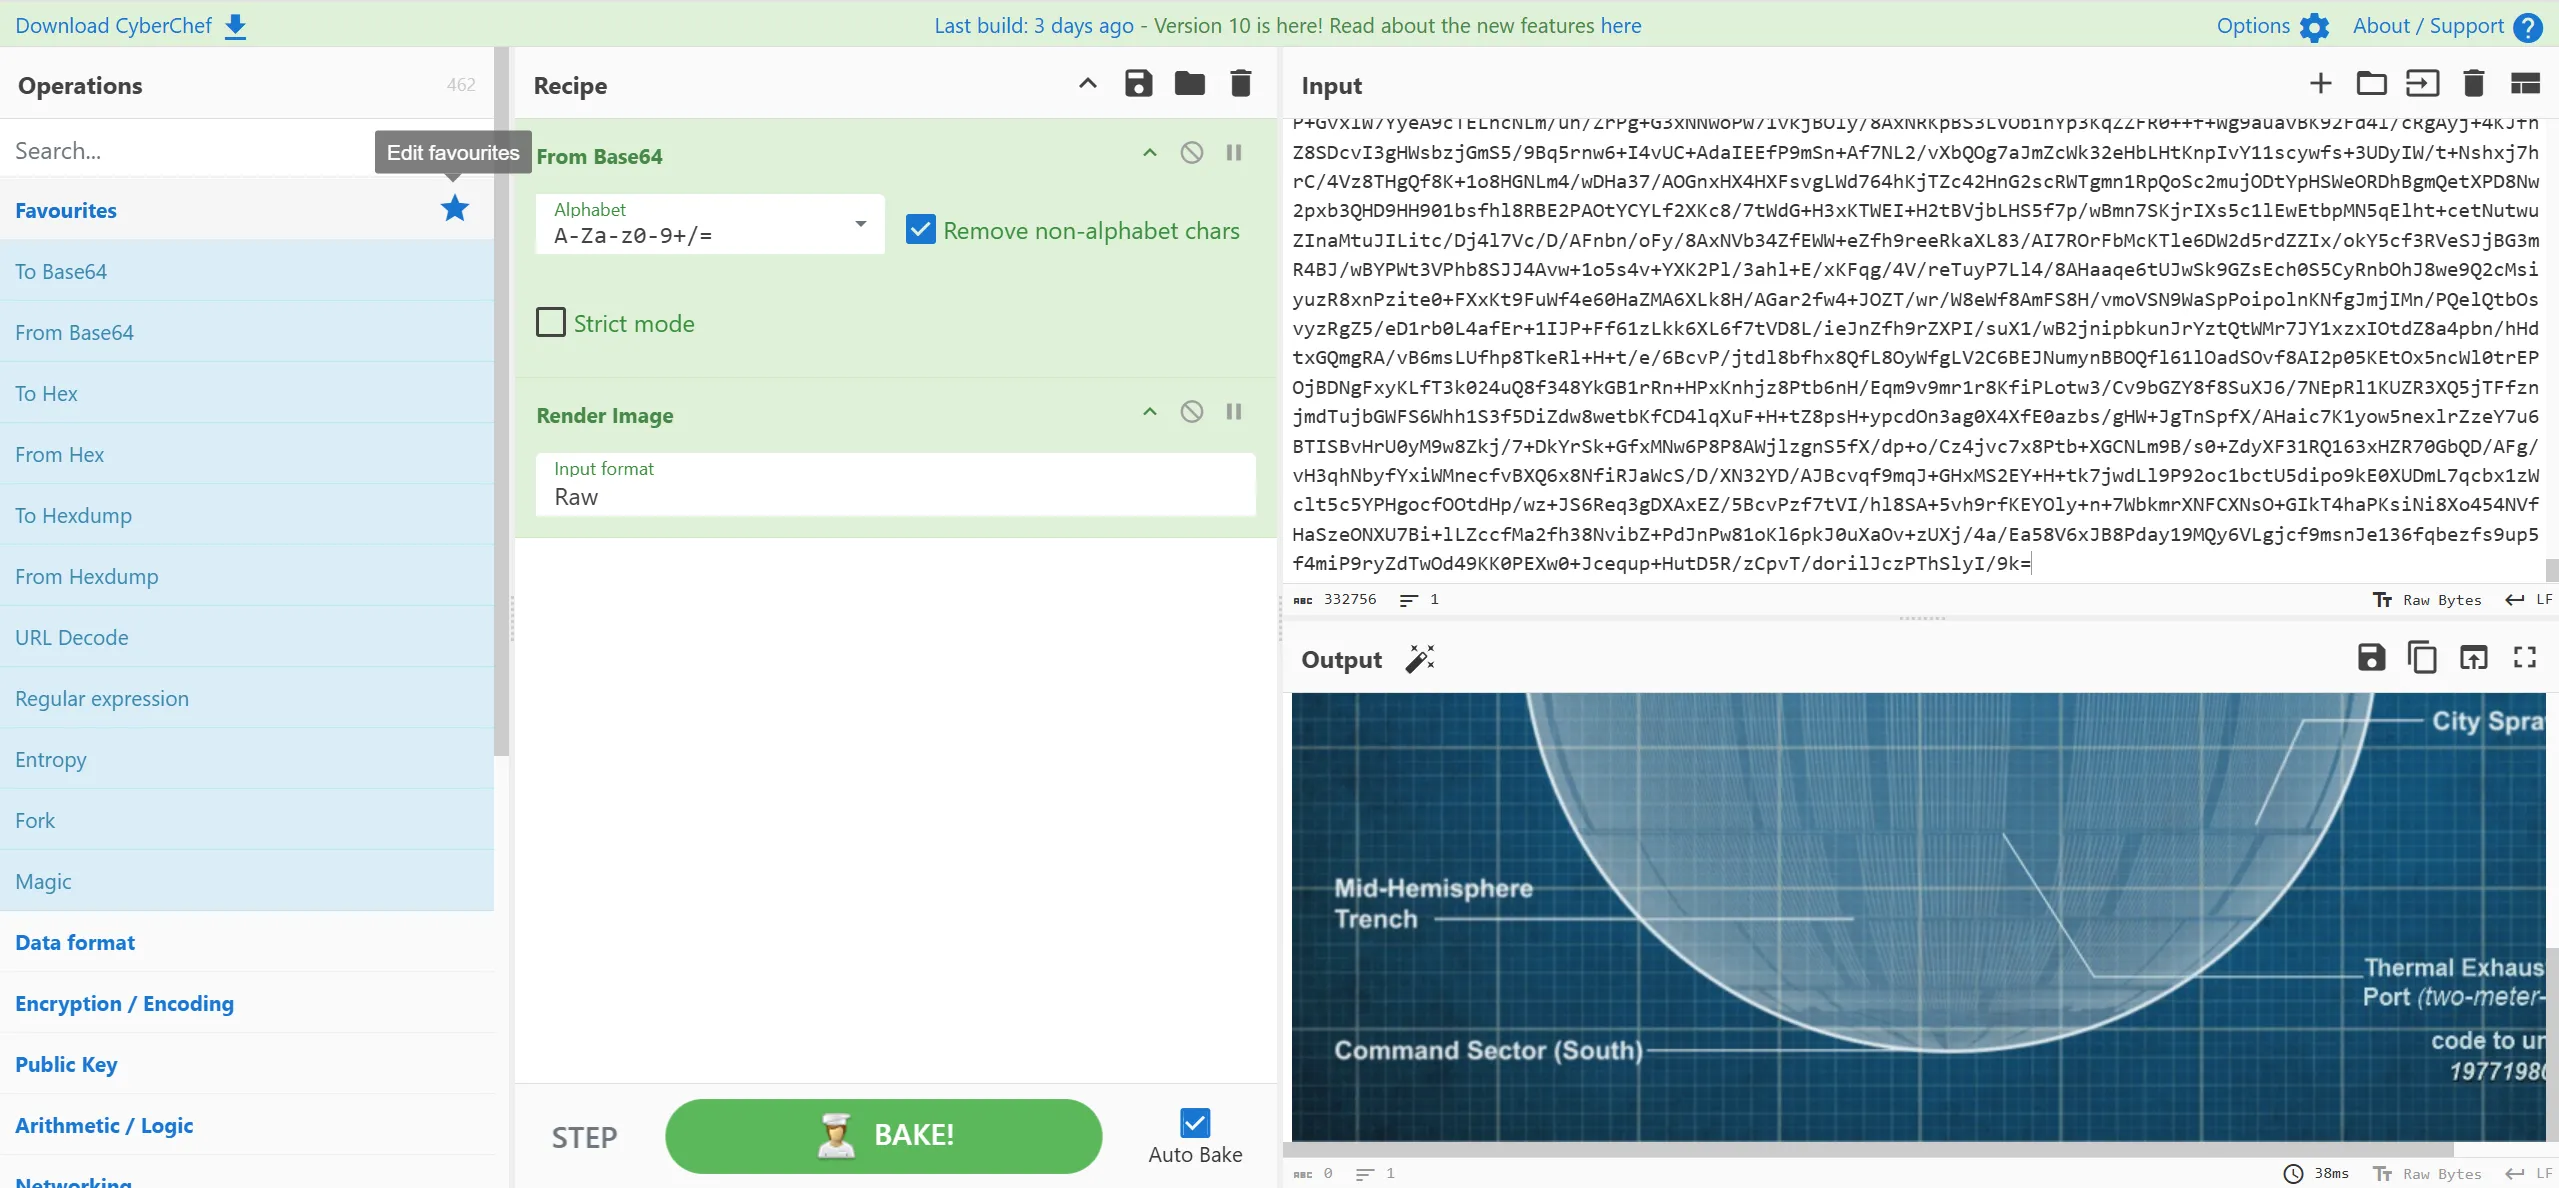 Download CyberChef
Last build: 3 days ago - Version 10 is here! Read about the new features here
Options
About / Support
Operations
462
Search...
Edit favourites
Favourites
To Base64
From Base64
To Hex
From Hex
To Hexdump
From Hexdump
URL Decode
Regular expression
Entropy
Fork
Magic
Data format
Encryption / Encoding
Public Key
Arithmetic / Logic
Networking
Recipe
From Base64
Alphabet
A-Za-z0-9+/=
Remove non-alphabet chars
Strict mode
Render Image
Input format
Raw
STEP
BAKE!
Auto Bake
Input
Z8SDcvI3gHWsbzjGmS5/9Bq5rnw6+I4vUC+AdaIEEfP9mSn+Af7NL2/vXbQOg7aJmZcWk32eHbLHtKnpIvY11scywfs+3UDyIW/t+Nshxj7h
rC/4Vz8THgQf8K+1o8HGNLm4/wDHa37/AOGnxHX4HXFsvgLWd764hKjTZc42HnG2scRWTgmn1RpQoSc2mujODtYpHSWeORDhBgmQetXPD8Nw
2pxb3QHD9HH901bsfhl8RBE2PAOtYCYLf2XKc8/7tWdG+H3xKTWEI+H2tBVjbLHS5f7p/wBmn7SKjrIXs5c1lEwEtbpMN5qElht+cetNutwu
ZInaMtuJILitc/Dj4l7Vc/D/AFnbn/oFy/8AxNVb34ZfEWW+eZfh9reeRkaXL83/AI7ROrFbMcKTle6DW2d5rdZZIx/okY5cf3RVeSJjBG3m
R4BJ/wBYPWt3VPhb8SJJ4Avw+1o5s4v+YXK2Pl/3ahl+E/xKFqg/4V/reTuyP7Ll4/8AHaaqe6tUJwSk9GZsEch0S5CyRnbOhJ8we9Q2cMsi
yuzR8xnPzite0+FXxKt9FuWf4e60HaZMA6XLk8H/AGar2fw4+JOZT/wr/W8eWf8AmFS8H/vmoVSN9WaSpPoipolnKNfgJmjIMn/PQelQtbOs
svyzRgZ5/eD1rb0L4afEr+1IJP+Ff61zLkk6XL6f7tVD8L/ieJnZfh9rZXPI/suX1/wB2jnipbkunJrYztQtWMr7JY1xzxIOtdZ8a4pbn/hHd
txGQmgRA/vB6msLUfhp8TkeRl+H+t/e/6BcvP/jtdl8bfhx8QfL8OyWfgLV2C6BEJNumynBBOQfl61lOadSOvf8AI2p05KEtOx5ncWl0trEP
OjBDNgFxyKLfT3k024uQ8f348YkGB1rRn+HPxKnhjz8Ptb6nH/Eqm9v9mr1r8KfiPLotw3/Cv9bGZY8f8SuXJ6/7NEpRl1KUZR3XQ5jTFfzn
jmdTujbGWFS6Whh1S3f5DiZdw8wetbKfCD4lqXuF+H+tZ8psH+ypcdOn3ag0X4XfE0azbs/gHW+JgTnSpfX/AHaic7K1yow5nexlrZzeY7u6
BTISBvHrU0yM9w8Zkj/7+DkYrSk+GfxMNw6P8P8AWjlzgnS5fX/dp+o/Cz4jvc7x8Ptb+XGCNLm9B/s0+ZdyXF31RQ163xHZR70GbQD/AFg/
vH3qhNbyfYxiWMnecfvBXQ6x8NfiRJaWcS/D/XN32YD/AJBcvqf9mqJ+GHxMS2EY+H+tk7jwdLl9P92oc1bctU5dipo9kE0XUDmL7qcbx1zW
clt5c5YPHgocfOOtdHp/wz+JS6Req3gDXAxEZ/5BcvPzf7tVI/hl8SA+5vh9rfKEYOly+n+7WbkmrXNFCXNsO+GIkT4haPKsiNi8Xo454NVf
HaSzeONXU7Bi+lLZccfMa2fh38NvibZ+PdJnPw81oKl6pkJ0uXaOv+zUXj/4a/Ea58V6xJB8Pday19MQy6VLgjcf9msnJe136fqbezfs9up5
f4miP9ryZdTwOd49KK0PEXw0+Jcequp+HutD5R/zCpvT/dorilJczPThSlyI/9k=
332756
1
Raw Bytes
LF
Output
City Spra
Mid-Hemisphere
Trench
Thermal Exhaus
Port (two-meter-
Command Sector (South)
code to un
1977198
0
1
38ms
Raw Bytes
LF